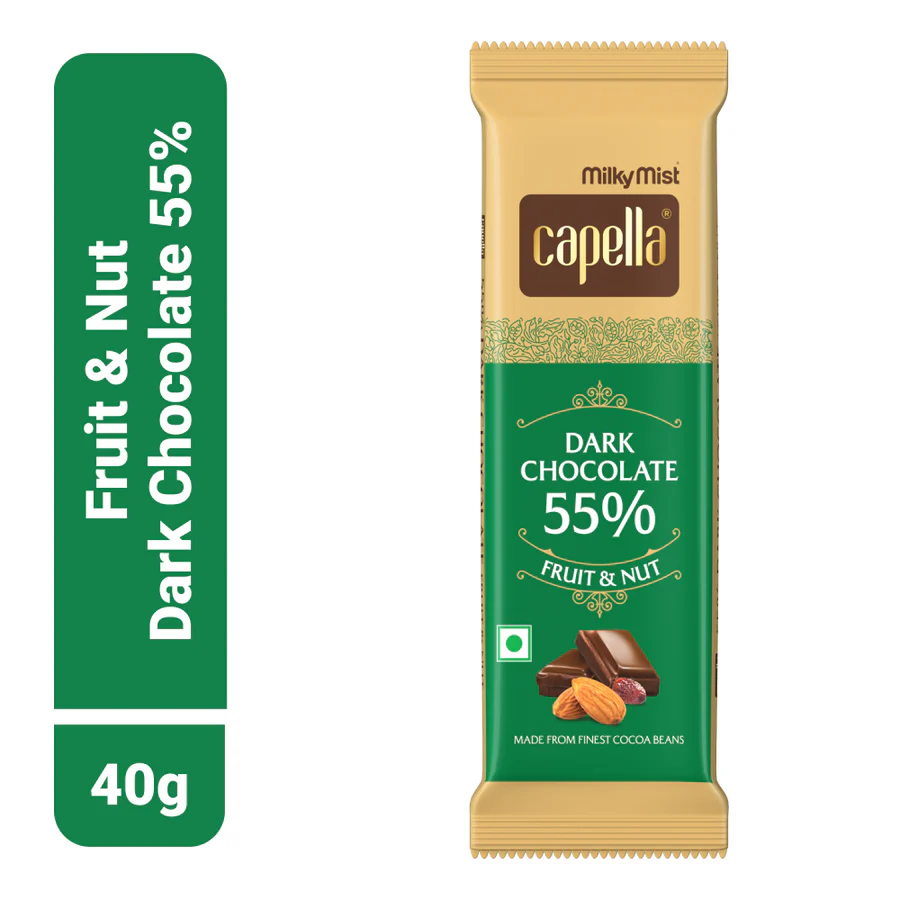 Fruit & Nut
Dark Chocolate 55%
40g
Milky Mist
capella®
DARK
CHOCOLATE
55%
FRUIT & NUT
MADE FROM FINEST COCOA BEANS